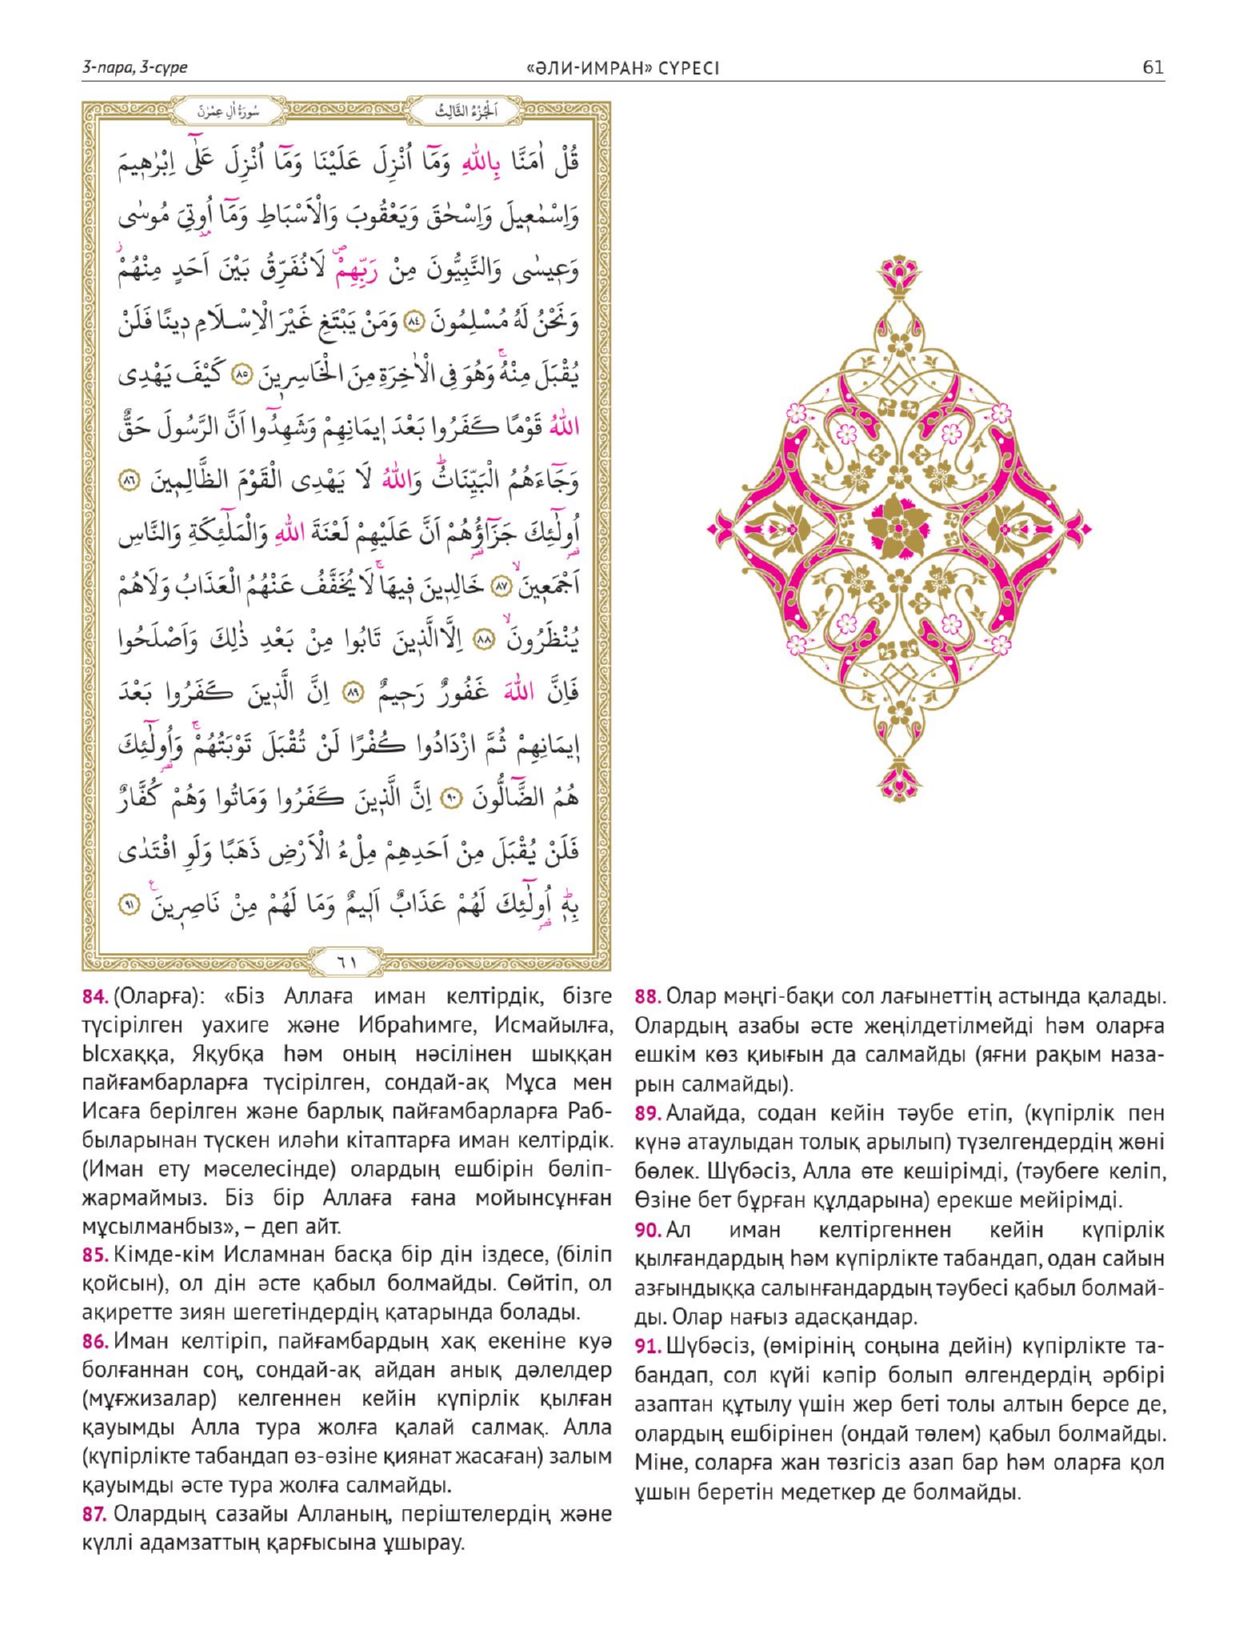 3-пара, 3-сүре
«ӘЛИ-ИМРАН» СҮРЕСІ
61
سُورَةُ اٰلِ عِمْرٰنَ
اَلْجُزْءُ الثَّالِثُ
قُلْ اٰمَنَّا بِاللّٰهِ وَمَٓا اُنْزِلَ عَلَيْنَا وَمَٓا اُنْزِلَ عَلٰٓى اِبْرٰه۪يمَ
وَاِسْمٰع۪يلَ وَاِسْحٰقَ وَيَعْقُوبَ وَالْاَسْبَاطِ وَمَٓا اُو۫تِيَ مُوسٰى
وَع۪يسٰى وَالنَّبِيُّونَ مِنْ رَبِّهِمْۖ لَا نُفَرِّقُ بَيْنَ اَحَدٍ مِنْهُمْۘ
وَنَحْنُ لَهُ مُسْلِمُونَ ﴿٨٤﴾ وَمَنْ يَبْتَغِ غَيْرَ الْاِسْلَامِ د۪ينًا فَلَنْ
يُقْبَلَ مِنْهُۚ وَهُوَ فِي الْاٰخِرَةِ مِنَ الْخَاسِر۪ينَ ﴿٨٥﴾ كَيْفَ يَهْدِى
اللّٰهُ قَوْمًا كَفَرُوا بَعْدَ ا۪يمَانِهِمْ وَشَهِدُٓوا اَنَّ الرَّسُولَ حَقٌّ
وَجَٓاءَهُمُ الْبَيِّنَاتُۜ وَاللّٰهُ لَا يَهْدِى الْقَوْمَ الظَّالِم۪ينَ ﴿٨٦﴾
اُو۬لٰٓئِكَ جَزَٓاؤُ۬هُمْ اَنَّ عَلَيْهِمْ لَعْنَةَ اللّٰهِ وَالْمَلٰٓئِكَةِ وَالنَّاسِ
اَجْمَع۪ينَۙ ﴿٨٧﴾ خَالِد۪ينَ ف۪يهَاۚ لَا يُخَفَّفُ عَنْهُمُ الْعَذَابُ وَلَا هُمْ
يُنْظَرُونَۙ ﴿٨٨﴾ اِلَّا الَّذ۪ينَ تَابُوا مِنْ بَعْدِ ذٰلِكَ وَاَصْلَحُوا
فَاِنَّ اللّٰهَ غَفُورٌ رَح۪يمٌ ﴿٨٩﴾ اِنَّ الَّذ۪ينَ كَفَرُوا بَعْدَ
ا۪يمَانِهِمْ ثُمَّ ازْدَادُوا كُفْرًا لَنْ تُقْبَلَ تَوْبَتُهُمْۚ وَاُو۬لٰٓئِكَ
هُمُ الضَّٓالُّونَ ﴿٩٠﴾ اِنَّ الَّذ۪ينَ كَفَرُوا وَمَاتُوا وَهُمْ كُفَّارٌ
فَلَنْ يُقْبَلَ مِنْ اَحَدِهِمْ مِلْءُ الْاَرْضِ ذَهَبًا وَلَوِ افْتَدٰى
بِه۪ۜ اُو۬لٰٓئِكَ لَهُمْ عَذَابٌ اَل۪يمٌ وَمَا لَهُمْ مِنْ نَاصِر۪ينَ۟ ﴿٩١﴾
٦١
84. (Оларға): «Біз Аллаға иман келтірдік, бізге
түсірілген уахиге және Ибраһимге, Исмайылға,
Ысхаққа, Яқубқа һәм оның нәсілінен шыққан
пайғамбарларға түсірілген, сондай-ақ Мұса мен
Исаға берілген және барлық пайғамбарларға Раб-
быларынан түскен иләһи кітаптарға иман келтірдік.
(Иман ету мәселесінде) олардың ешбірін бөліп-
жармаймыз. Біз бір Аллаға ғана мойынсұнған
мұсылманбыз», – деп айт.
85. Кімде-кім Исламнан басқа бір дін іздесе, (біліп
қойсын), ол дін әсте қабыл болмайды. Сөйтіп, ол
ақиретте зиян шегетіндердің қатарында болады.
86. Иман келтіріп, пайғамбардың хақ екеніне куә
болғаннан соң, сондай-ақ айдан анық дәлелдер
(мұғжизалар) келгеннен кейін күпірлік қылған
қауымды Алла тура жолға қалай салмақ. Алла
(күпірлікте табандап өз-өзіне қиянат жасаған) залым
қауымды әсте тура жолға салмайды.
87. Олардың сазайы Алланың, періштелердің және
күллі адамзаттың қарғысына ұшырау.
88. Олар мәңгі-бақи сол лағынеттің астында қалады.
Олардың азабы әсте жеңілдетілмейді һәм оларға
ешкім көз қиығын да салмайды (яғни рақым наза-
рын салмайды).
89. Алайда, содан кейін тәубе етіп, (күпірлік пен
күнә атаулыдан толық арылып) түзелгендердің жөні
бөлек. Шүбәсіз, Алла өте кешірімді, (тәубеге келіп,
Өзіне бет бұрған құлдарына) ерекше мейірімді.
90. Ал иман келтіргеннен кейін күпірлік
қылғандардың һәм күпірлікте табандап, одан сайын
азғындыққа салынғандардың тәубесі қабыл болмай-
ды. Олар нағыз адасқандар.
91. Шүбәсіз, (өмірінің соңына дейін) күпірлікте та-
бандап, сол күйі кәпір болып өлгендердің әрбірі
азаптан құтылу үшін жер беті толы алтын берсе де,
олардың ешбірінен (ондай төлем) қабыл болмайды.
Міне, соларға жан төзгісіз азап бар һәм оларға қол
ұшын беретін медеткер де болмайды.